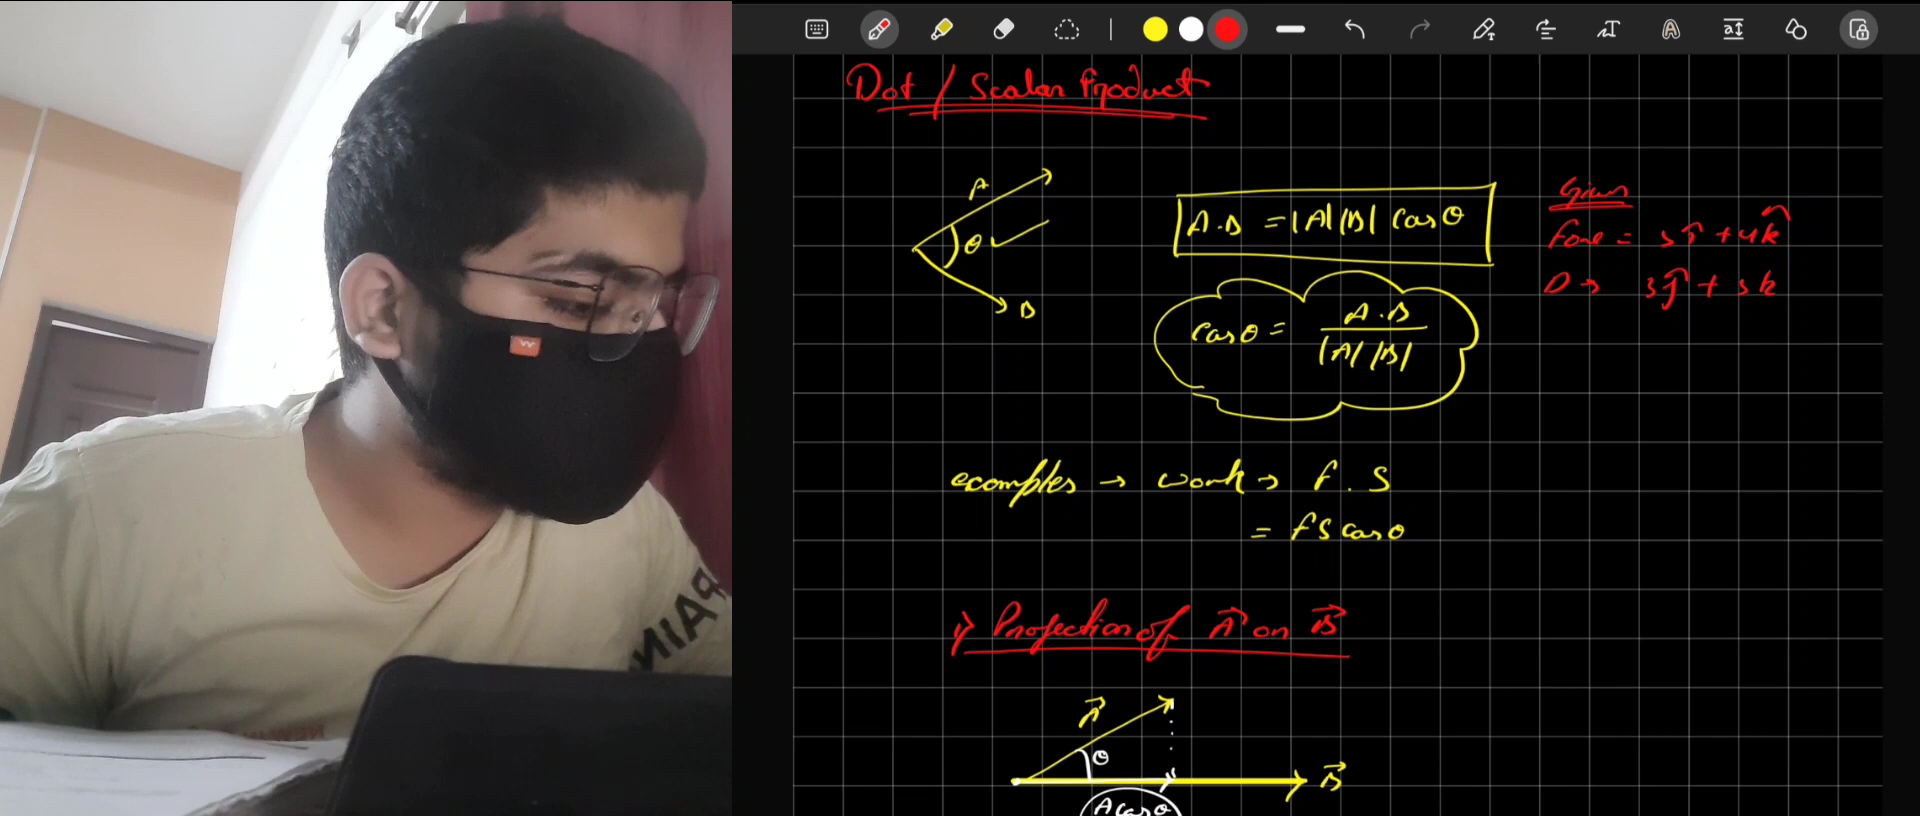 Dot / Scalar Product
A
θ
B
A.B = |A||B| cosθ
cosθ = A.B / |A| |B|
Given
Force = 3î + 4k̂
D → 3ĵ + 3k
examples → work → F . S
= FS cosθ
1) Projection of A⃗ on B⃗
A⃗
θ
B⃗
A cosθ